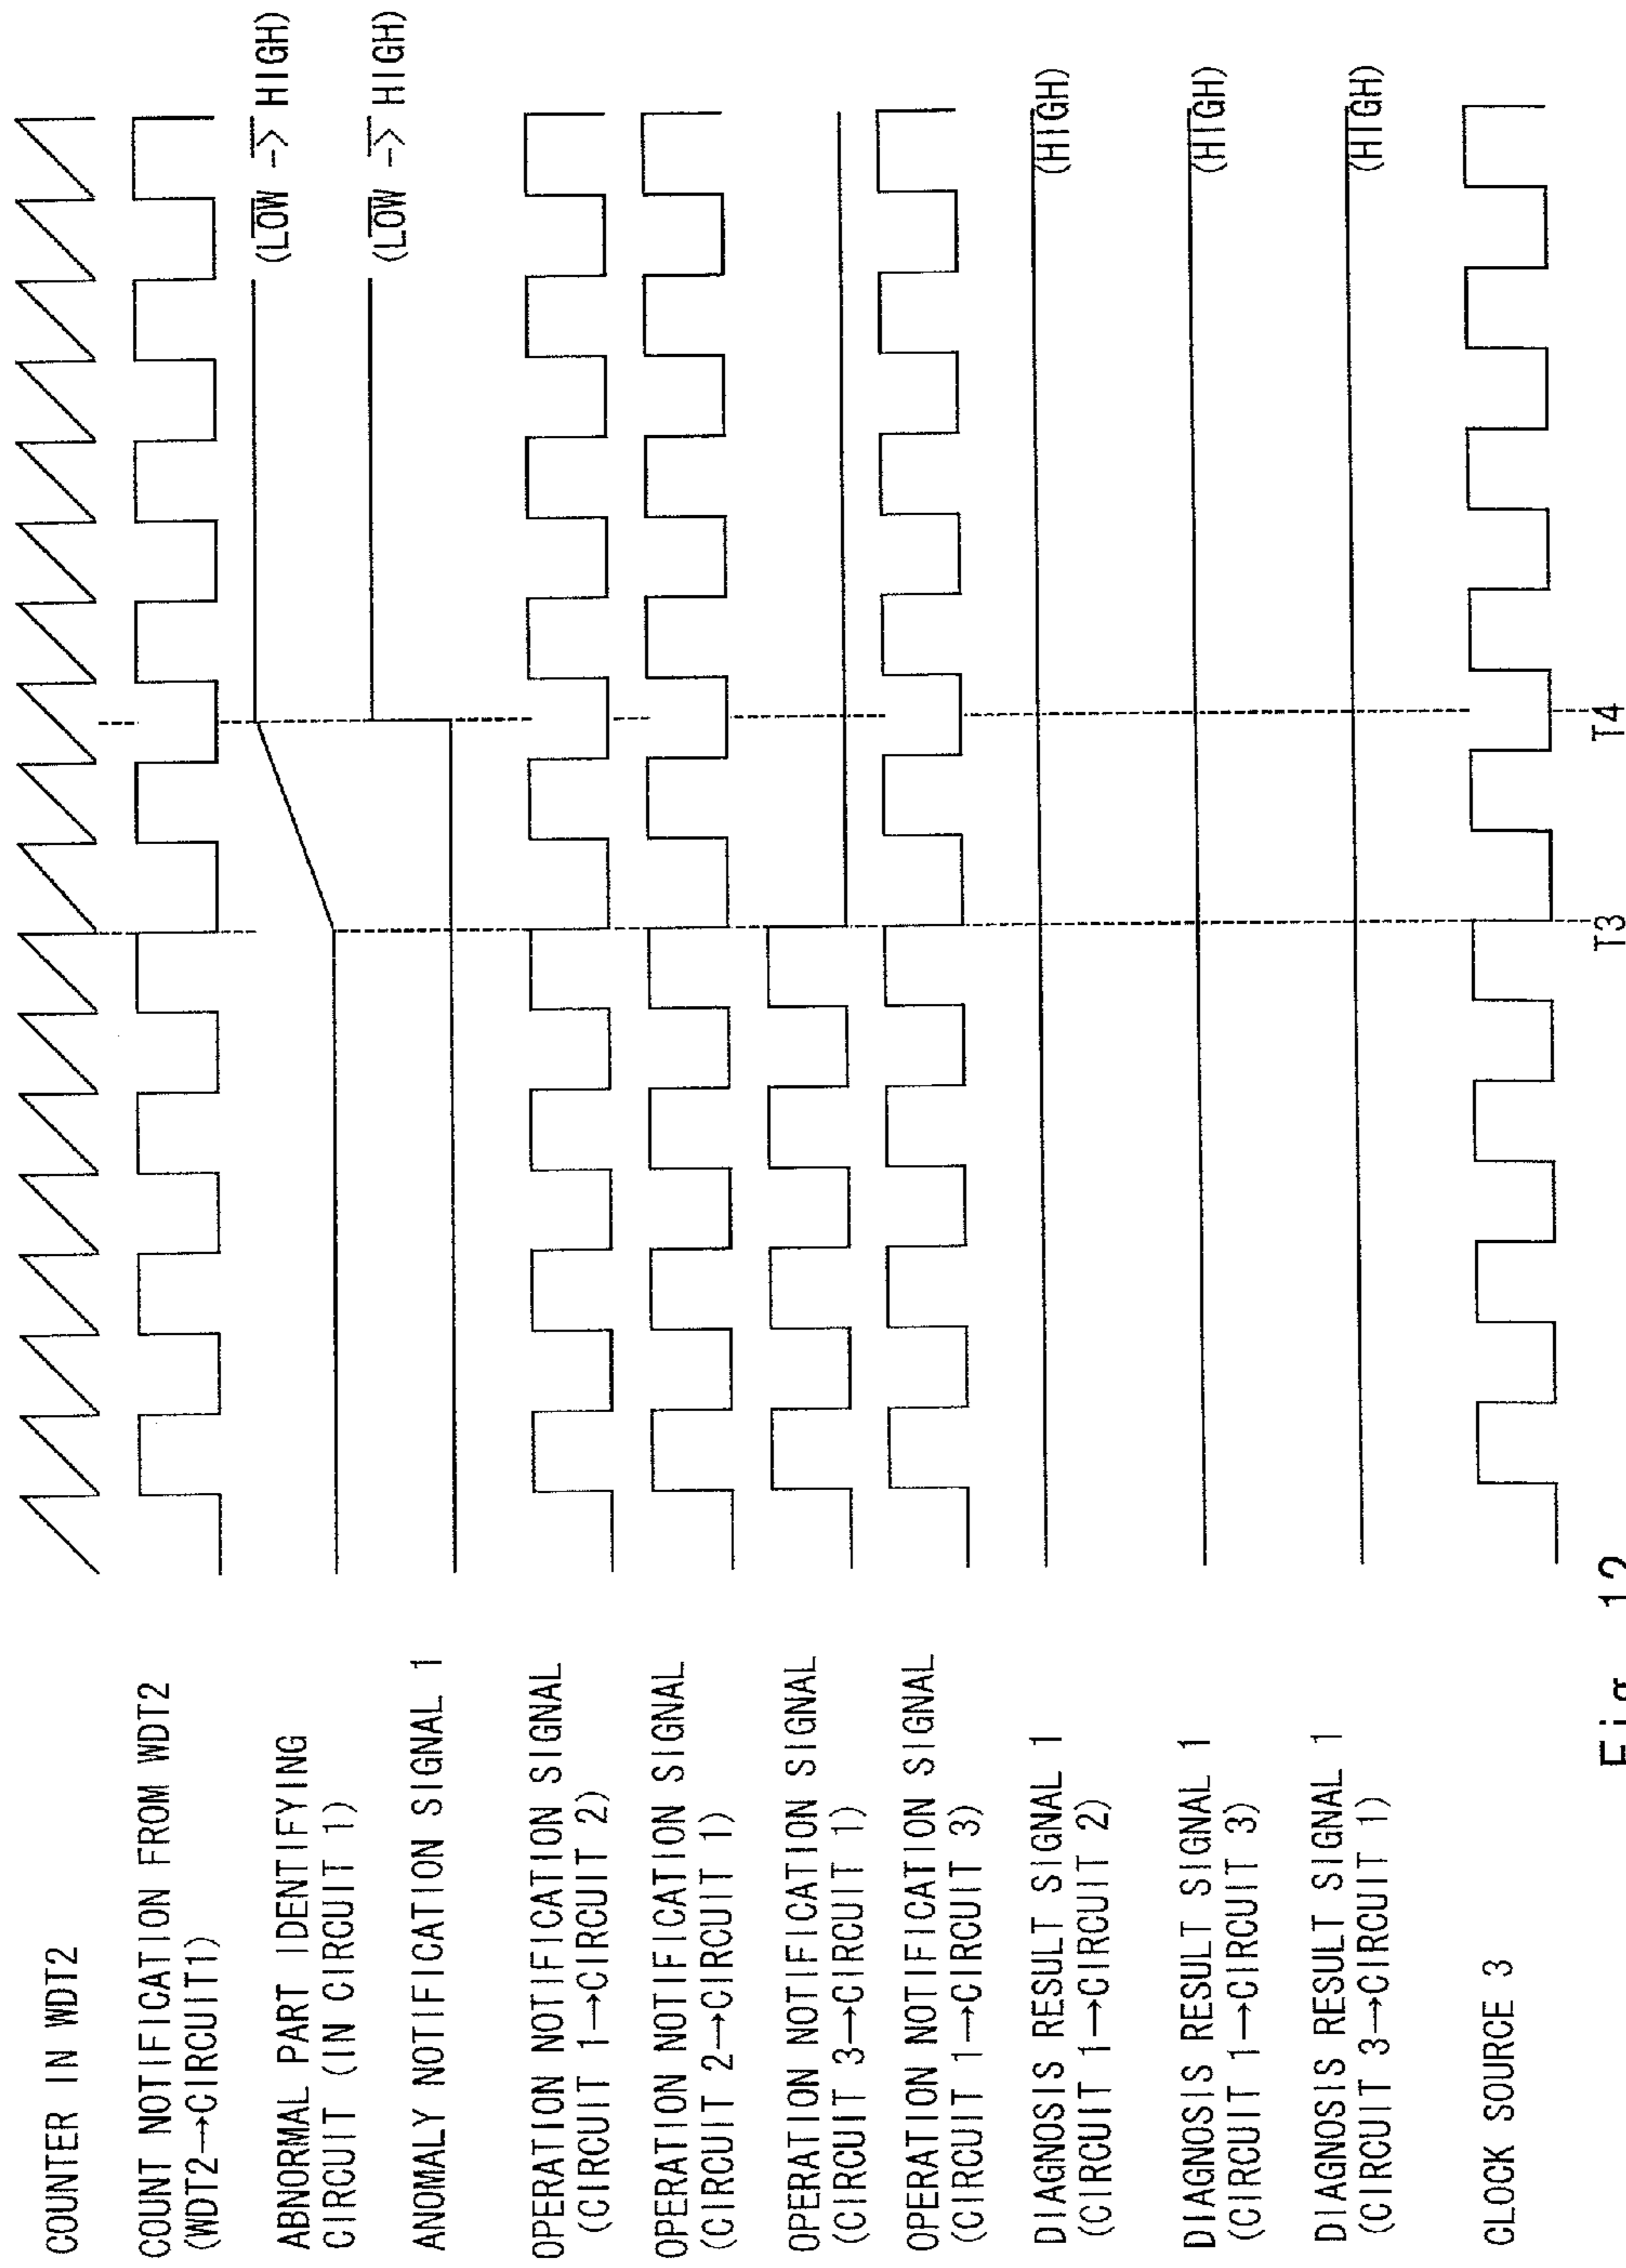 COUNTER IN WDT2
COUNT NOTIFICATION FROM WDT2
(WDT2→CIRCUIT1)
ABNORMAL PART IDENTIFYING
CIRCUIT (IN CIRCUIT 1)
(LOW -> HIGH)
ANOMALY NOTIFICATION SIGNAL 1
(LOW -> HIGH)
OPERATION NOTIFICATION SIGNAL
(CIRCUIT 1→CIRCUIT 2)
OPERATION NOTIFICATION SIGNAL
(CIRCUIT 2→CIRCUIT 1)
OPERATION NOTIFICATION SIGNAL
(CIRCUIT 3→CIRCUIT 1)
OPERATION NOTIFICATION SIGNAL
(CIRCUIT 1→CIRCUIT 3)
DIAGNOSIS RESULT SIGNAL 1
(CIRCUIT 1→CIRCUIT 2)
(HIGH)
DIAGNOSIS RESULT SIGNAL 1
(CIRCUIT 1→CIRCUIT 3)
(HIGH)
DIAGNOSIS RESULT SIGNAL 1
(CIRCUIT 3→CIRCUIT 1)
(HIGH)
CLOCK SOURCE 3
T3
T4
Fig. 12